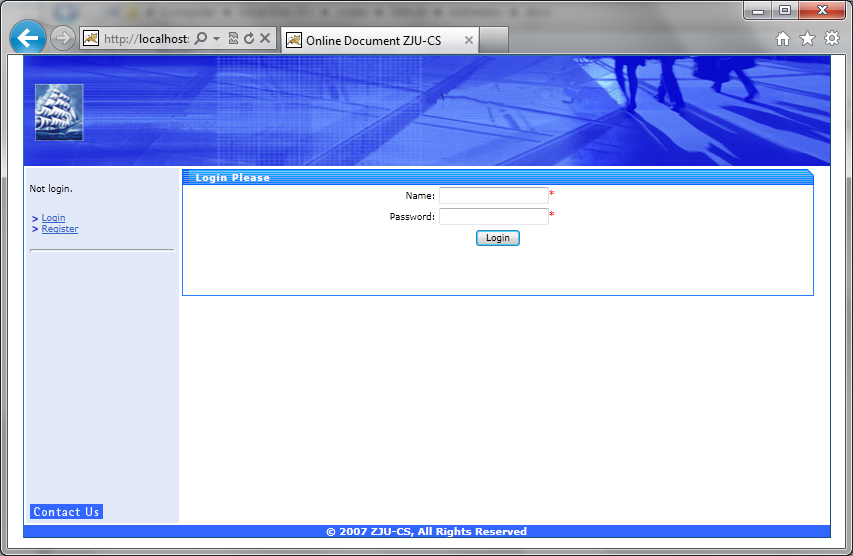 http://localhost:
Online Document ZJU-CS
Not login.
> Login
> Register
Login Please
Name: *
Password: *
Login
Contact Us
© 2007 ZJU-CS, All Rights Reserved